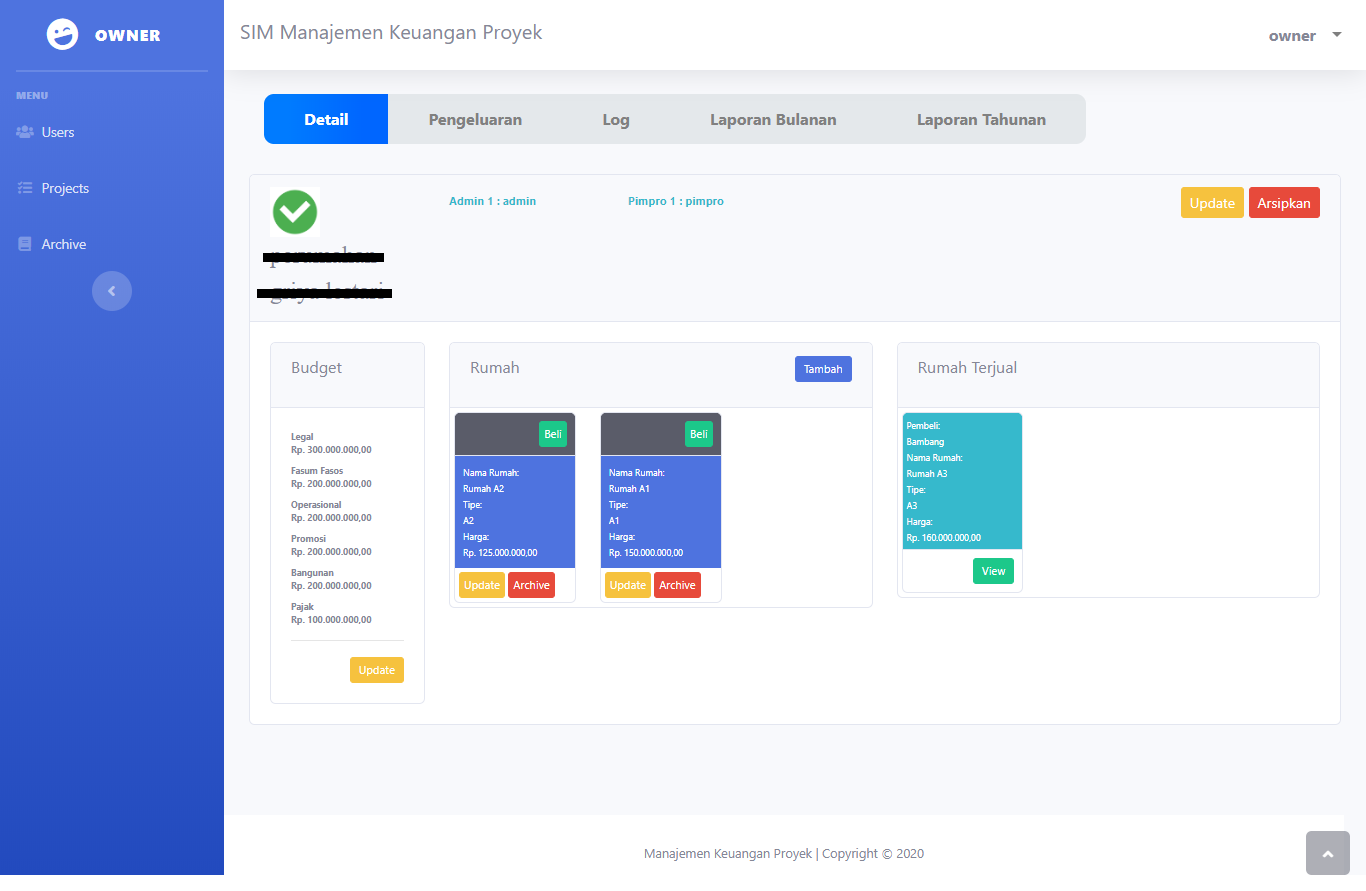 OWNER
SIM Manajemen Keuangan Proyek
owner
MENU
Users
Projects
Archive
Detail
Pengeluaran
Log
Laporan Bulanan
Laporan Tahunan
Admin 1 : admin
Pimpro 1 : pimpro
Update
Arsipkan
Budget
Legal
Rp. 300.000.000,00
Fasum Fasos
Rp. 200.000.000,00
Operasional
Rp. 200.000.000,00
Promosi
Rp. 200.000.000,00
Bangunan
Rp. 200.000.000,00
Pajak
Rp. 100.000.000,00
Update
Rumah
Tambah
Beli
Nama Rumah:
Rumah A2
Tipe:
A2
Harga:
Rp. 125.000.000,00
Update
Archive
Beli
Nama Rumah:
Rumah A1
Tipe:
A1
Harga:
Rp. 150.000.000,00
Update
Archive
Rumah Terjual
Pembeli:
Bambang
Nama Rumah:
Rumah A3
Tipe:
A3
Harga:
Rp. 160.000.000,00
View
Manajemen Keuangan Proyek | Copyright © 2020